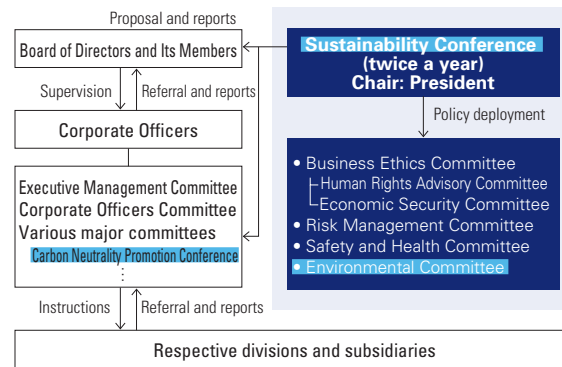 Proposal and reports
Board of Directors and Its Members
Supervision
Referral and reports
Corporate Officers
Executive Management Committee
Corporate Officers Committee
Various major committees
Carbon Neutrality Promotion Conference
⋮
Instructions
Referral and reports
Sustainability Conference
(twice a year)
Chair: President
Policy deployment
• Business Ethics Committee
Human Rights Advisory Committee
Economic Security Committee
• Risk Management Committee
• Safety and Health Committee
• Environmental Committee
Respective divisions and subsidiaries